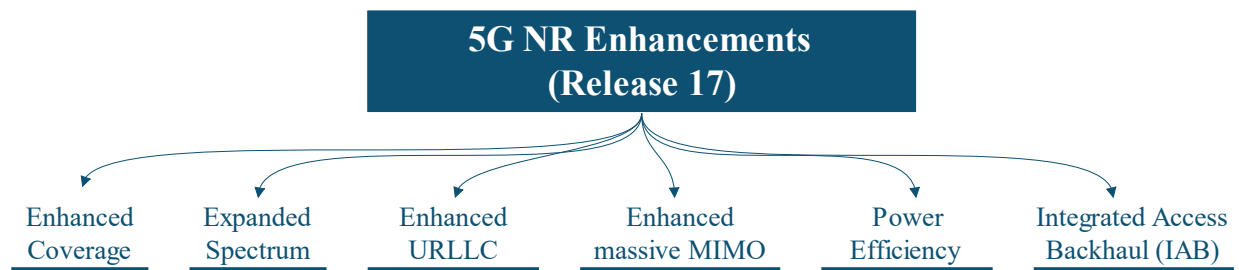 5G NR Enhancements
(Release 17)
Enhanced
Coverage
Expanded
Spectrum
Enhanced
URLLC
Enhanced
massive MIMO
Power
Efficiency
Integrated Access
Backhaul (IAB)